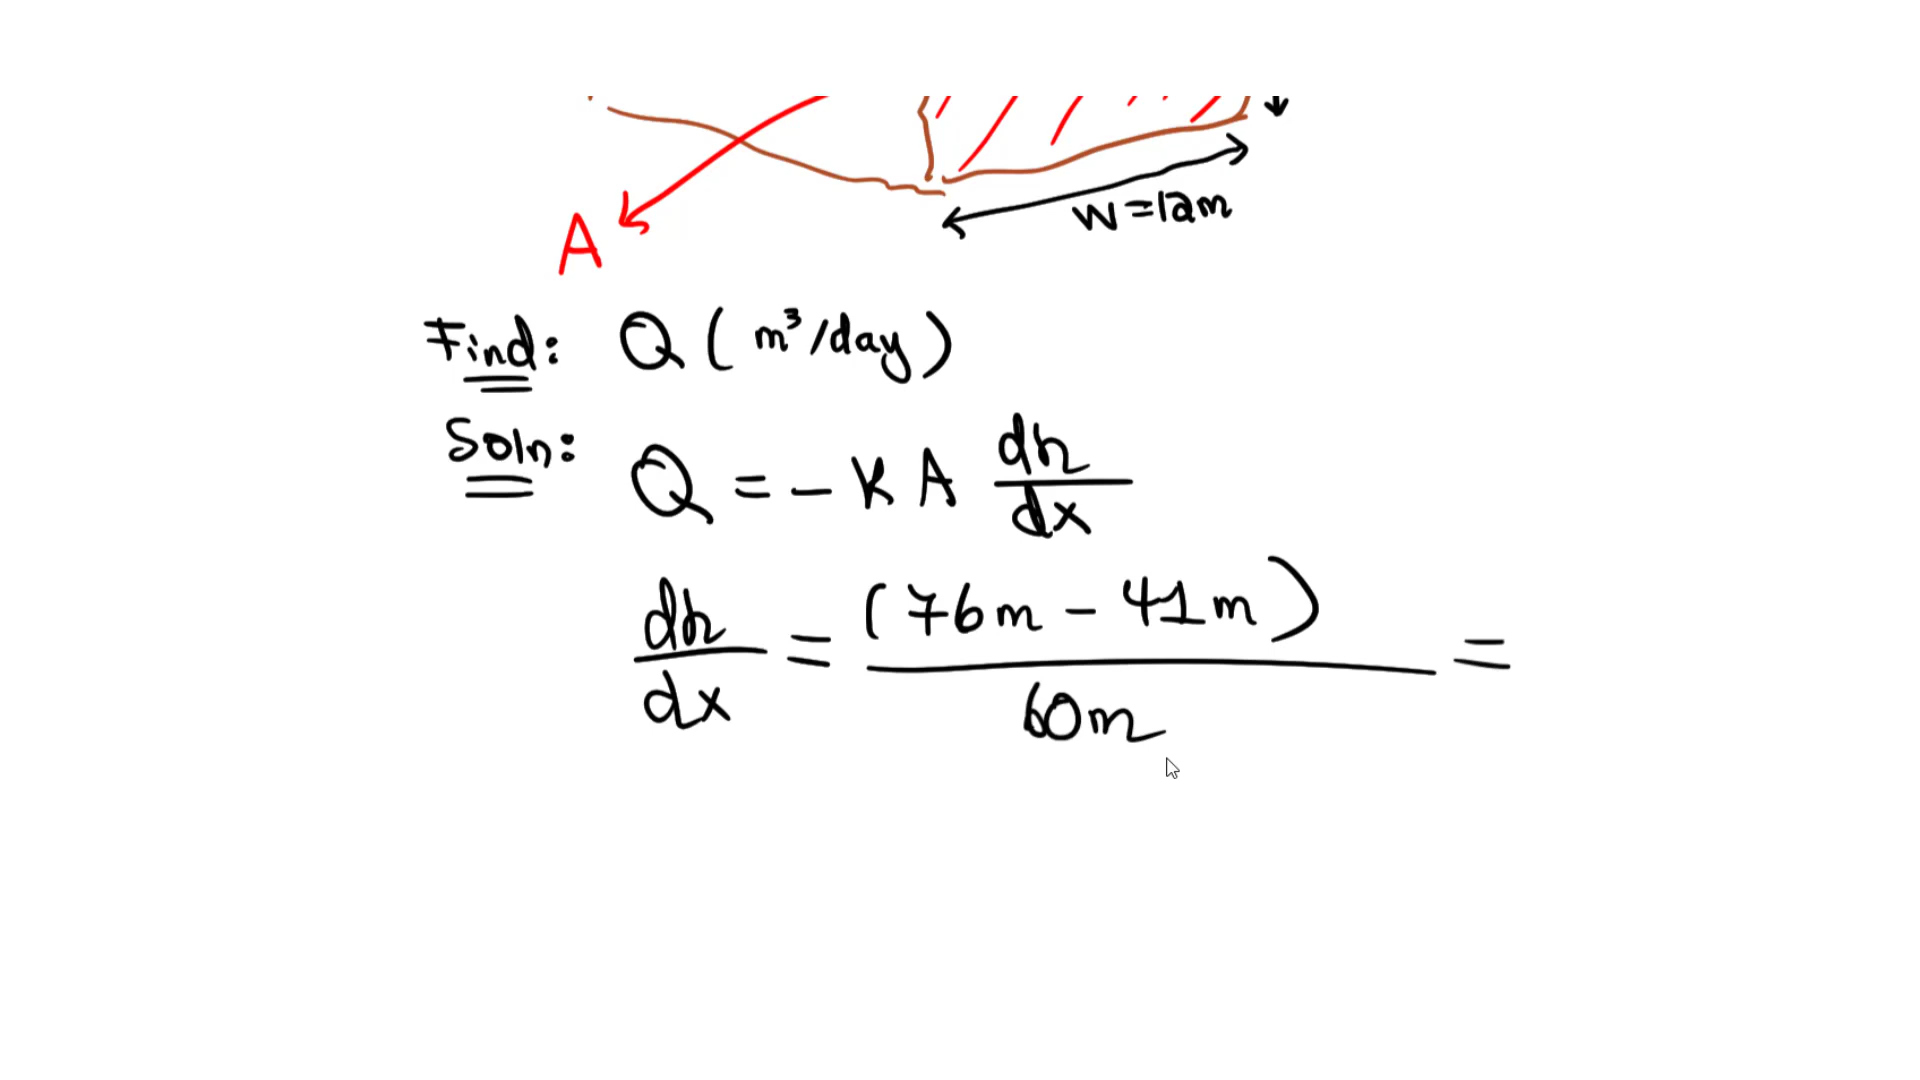 W = 12m
A
Find: Q (m³/day)
Soln: Q = - K A dh/dx
dh/dx = (76m - 41m)/60m =